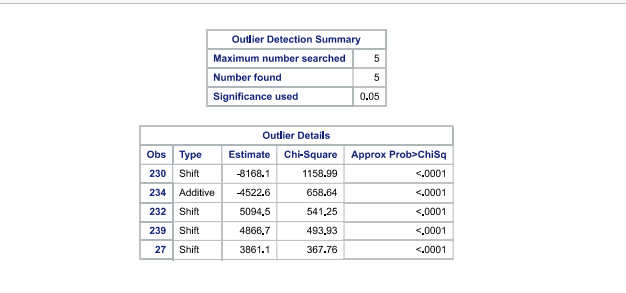 Outlier Detection Summary
Maximum number searched 5
Number found 5
Significance used 0.05
Outlier Details
Obs Type Estimate Chi-Square Approx Prob>ChiSq
230 Shift -8168.1 1158.99 <.0001
234 Additive -4522.6 658.64 <.0001
232 Shift 5094.5 541.25 <.0001
239 Shift 4866.7 493.93 <.0001
27 Shift 3861.1 367.76 <.0001